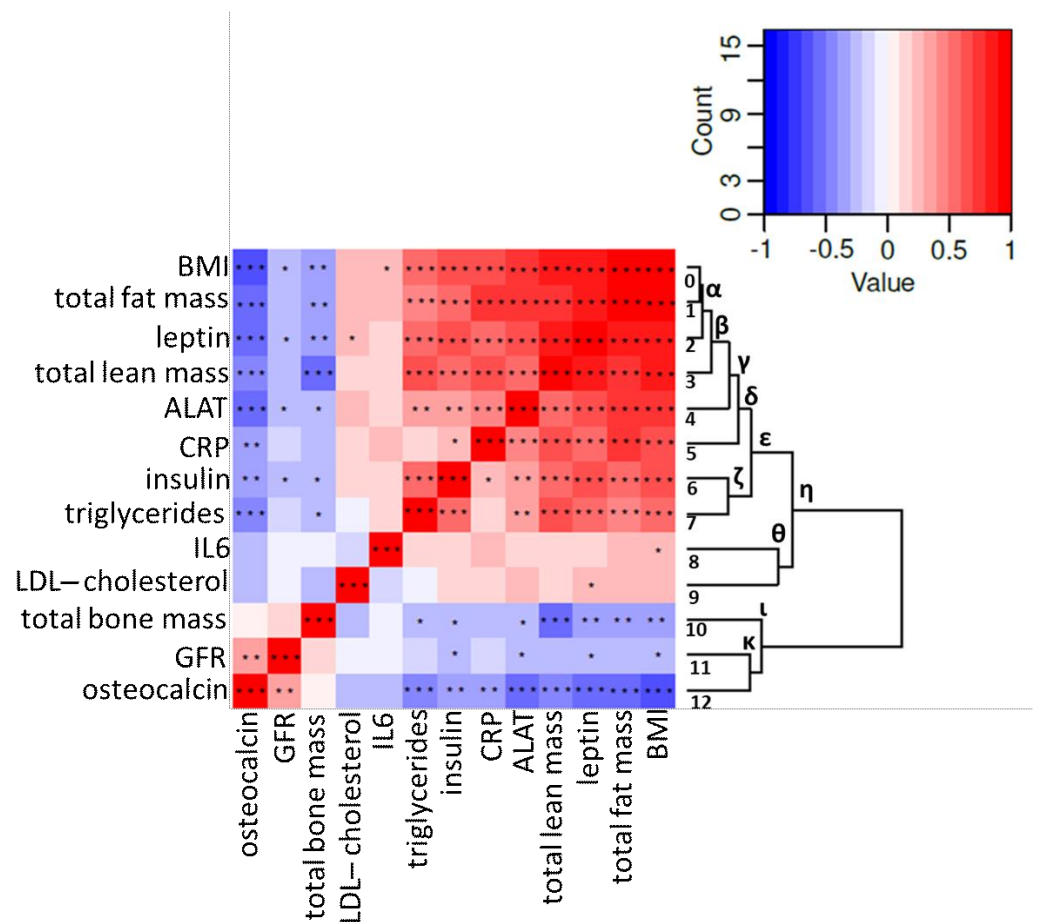 15
9
3
0
Count
-1 -0.5 0 0.5 1
Value
BMI *** * ** * *** *** *** *** *** *** *** ***
total fat mass *** ** *** *** *** *** *** *** *** ***
leptin *** * ** * *** *** *** *** *** *** *** ***
total lean mass *** *** *** *** *** *** *** *** *** ***
ALAT *** * * ** ** *** *** *** *** *** ***
CRP ** * *** *** *** *** *** ***
insulin ** * * *** *** * ** *** *** *** ***
triglycerides *** * *** *** ** *** *** *** ***
IL6 *** *
LDL–cholesterol *** *
total bone mass *** * * * *** ** ** **
GFR ** *** * * * *
osteocalcin *** ** *** ** ** *** *** *** *** ***
0 α
1 β
2 γ
3 δ
4 ε
5 ζ
6 η
7 θ
8
9 ι
10 κ
11
12
osteocalcin
GFR
total bone mass
LDL–cholesterol
IL6
triglycerides
insulin
CRP
ALAT
total lean mass
leptin
total fat mass
BMI